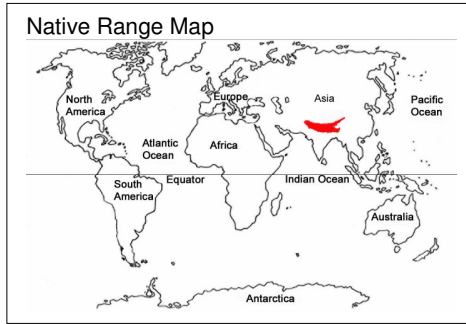 Native Range Map
North
America
Europe
Asia
Pacific
Ocean
Atlantic
Ocean
Africa
Equator
Indian Ocean
South
America
Australia
Antarctica